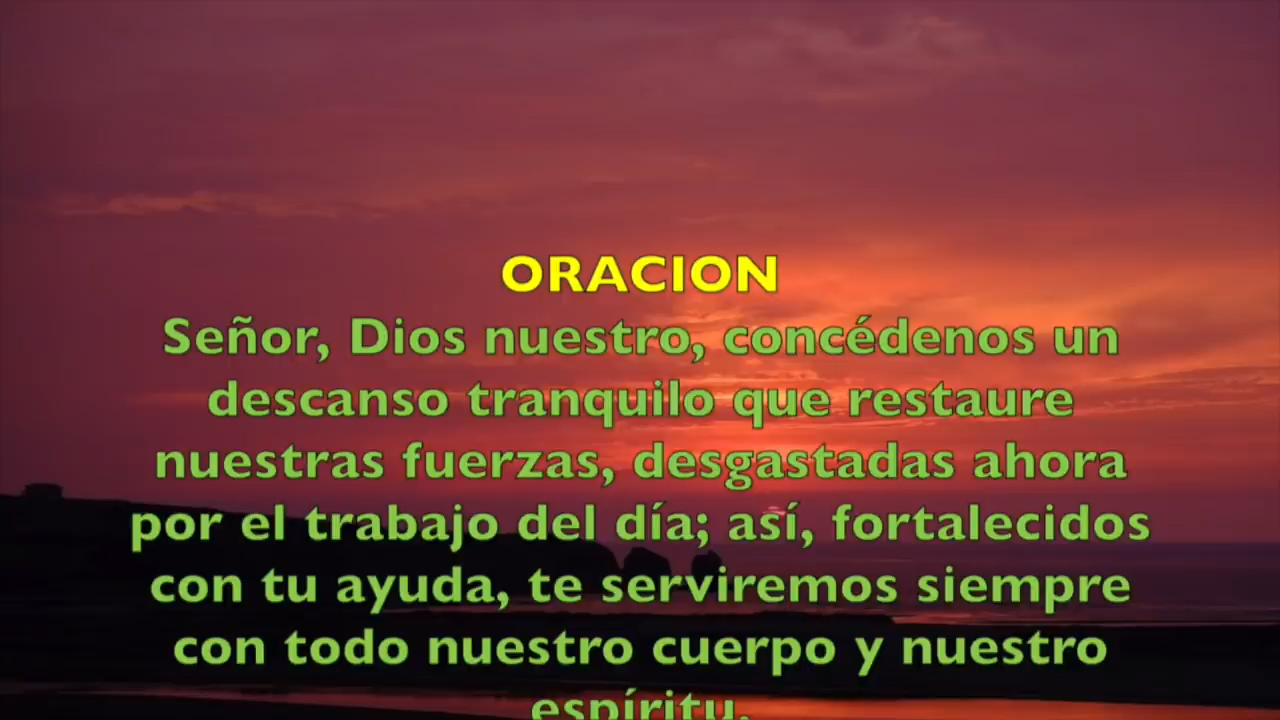 ORACION
Señor, Dios nuestro, concédenos un
descanso tranquilo que restaure
nuestras fuerzas, desgastadas ahora
por el trabajo del día; así, fortalecidos
con tu ayuda, te serviremos siempre
con todo nuestro cuerpo y nuestro
espíritu.